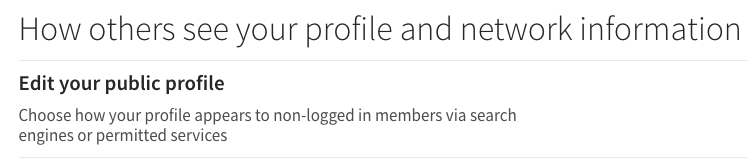 How others see your profile and network information
Edit your public profile
Choose how your profile appears to non-logged in members via search
engines or permitted services